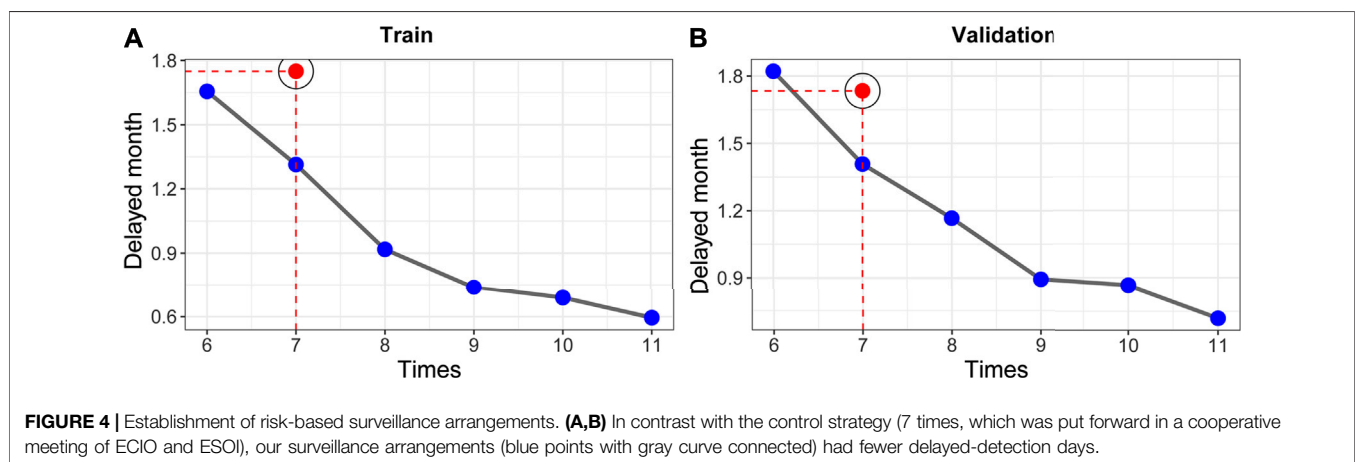 A
Train
Delayed month
1.8
1.5
1.2
0.9
0.6
6 7 8 9 10 11
Times
B
Validation
Delayed month
1.8
1.5
1.2
0.9
6 7 8 9 10 11
Times
FIGURE 4 | Establishment of risk-based surveillance arrangements. (A,B) In contrast with the control strategy (7 times, which was put forward in a cooperative
meeting of ECIO and ESOI), our surveillance arrangements (blue points with gray curve connected) had fewer delayed-detection days.